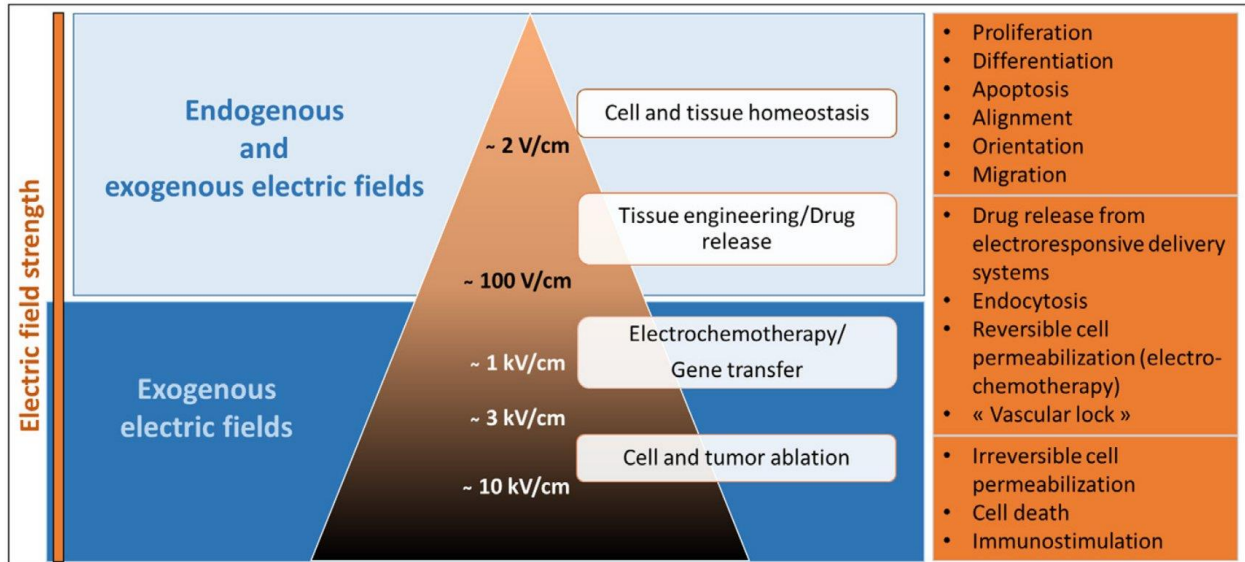 Electric field strength
Endogenous
and
exogenous electric fields
Exogenous
electric fields
~ 2 V/cm
~ 100 V/cm
~ 1 kV/cm
~ 3 kV/cm
~ 10 kV/cm
Cell and tissue homeostasis
Tissue engineering/Drug
release
Electrochemotherapy/
Gene transfer
Cell and tumor ablation
• Proliferation
• Differentiation
• Apoptosis
• Alignment
• Orientation
• Migration
• Drug release from
electroresponsive delivery
systems
• Endocytosis
• Reversible cell
permeabilization (electro-
chemotherapy)
• « Vascular lock »
• Irreversible cell
permeabilization
• Cell death
• Immunostimulation